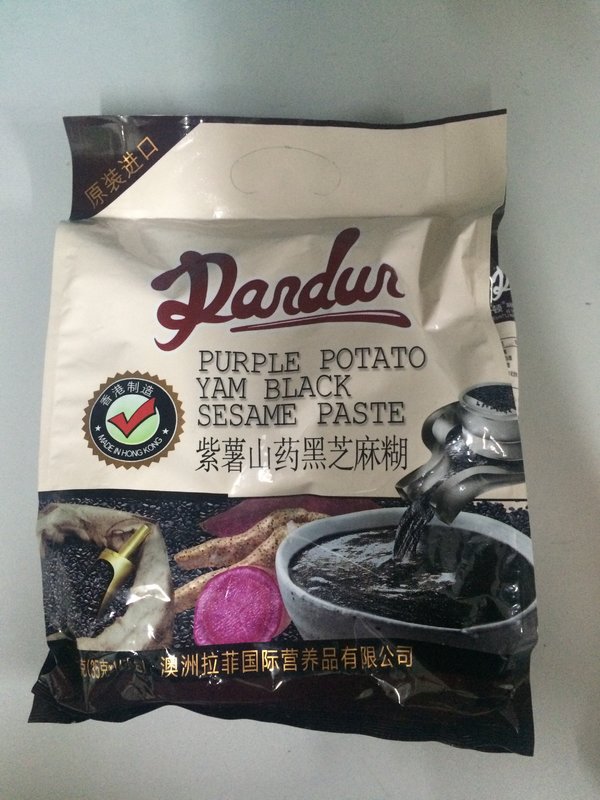 原装进口
Pardur
PURPLE POTATO
YAM BLACK
SESAME PASTE
紫薯山药黑芝麻糊
香港制造
★ MADE IN HONG KONG ★
澳洲拉菲国际营养品有限公司